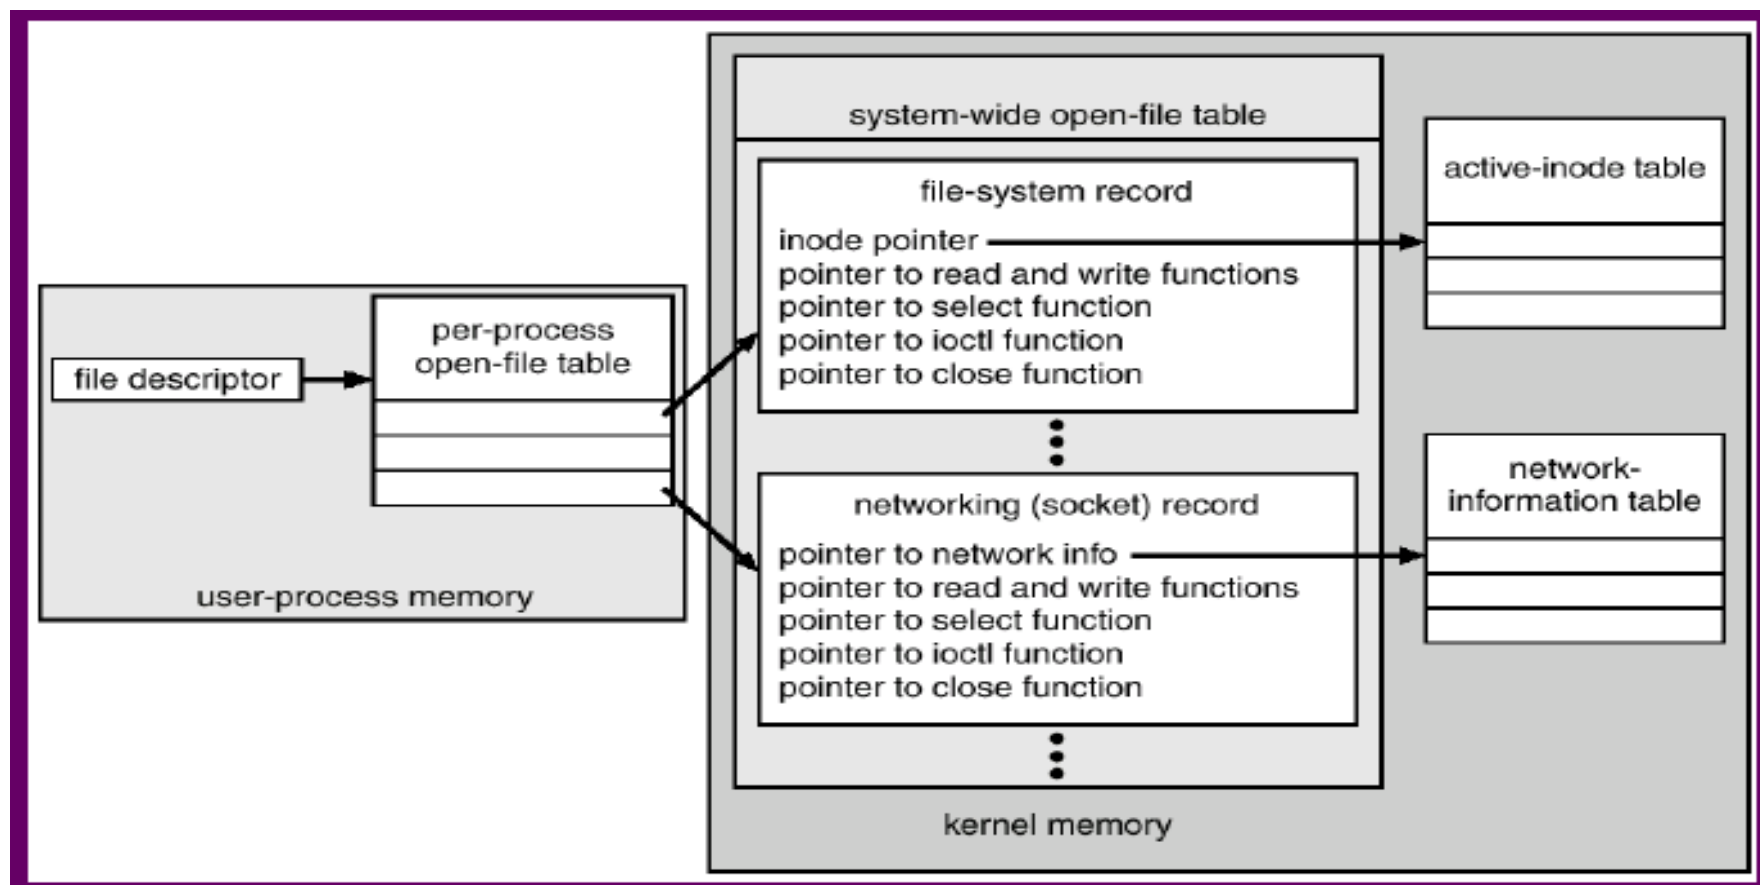 file descriptor
per-process
open-file table
user-process memory
system-wide open-file table
file-system record
inode pointer
pointer to read and write functions
pointer to select function
pointer to ioctl function
pointer to close function
networking (socket) record
pointer to network info
pointer to read and write functions
pointer to select function
pointer to ioctl function
pointer to close function
active-inode table
network-
information table
kernel memory